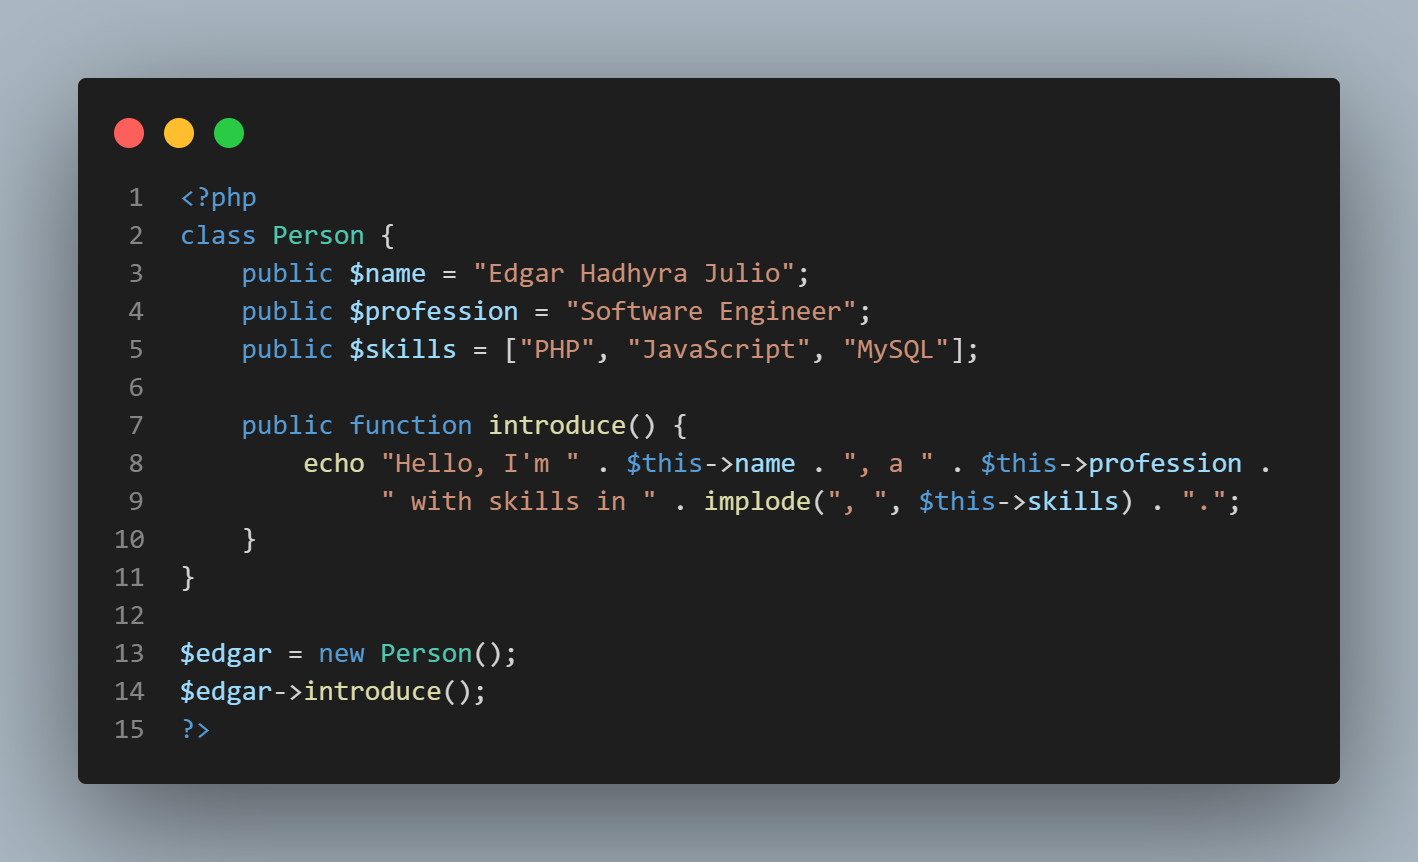 1 <?php
2 class Person {
3     public $name = "Edgar Hadhyra Julio";
4     public $profession = "Software Engineer";
5     public $skills = ["PHP", "JavaScript", "MySQL"];
6
7     public function introduce() {
8         echo "Hello, I'm " . $this->name . ", a " . $this->profession .
9              " with skills in " . implode(", ", $this->skills) . ".";
10     }
11 }
12
13 $edgar = new Person();
14 $edgar->introduce();
15 ?>